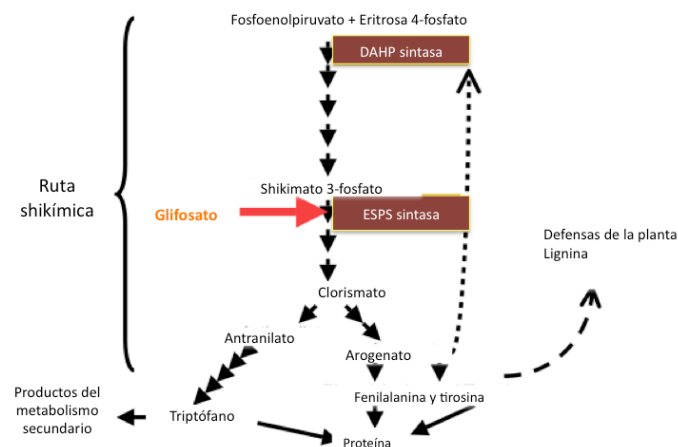 Fosfoenolpiruvato + Eritrosa 4-fosfato
DAHP sintasa
Ruta
shikímica
Shikimato 3-fosfato
Glifosato
ESPS sintasa
Defensas de la planta
Lignina
Clorismato
Antranilato
Arogenato
Productos del
metabolismo
secundario
Triptófano
Fenilalanina y tirosina
Proteína